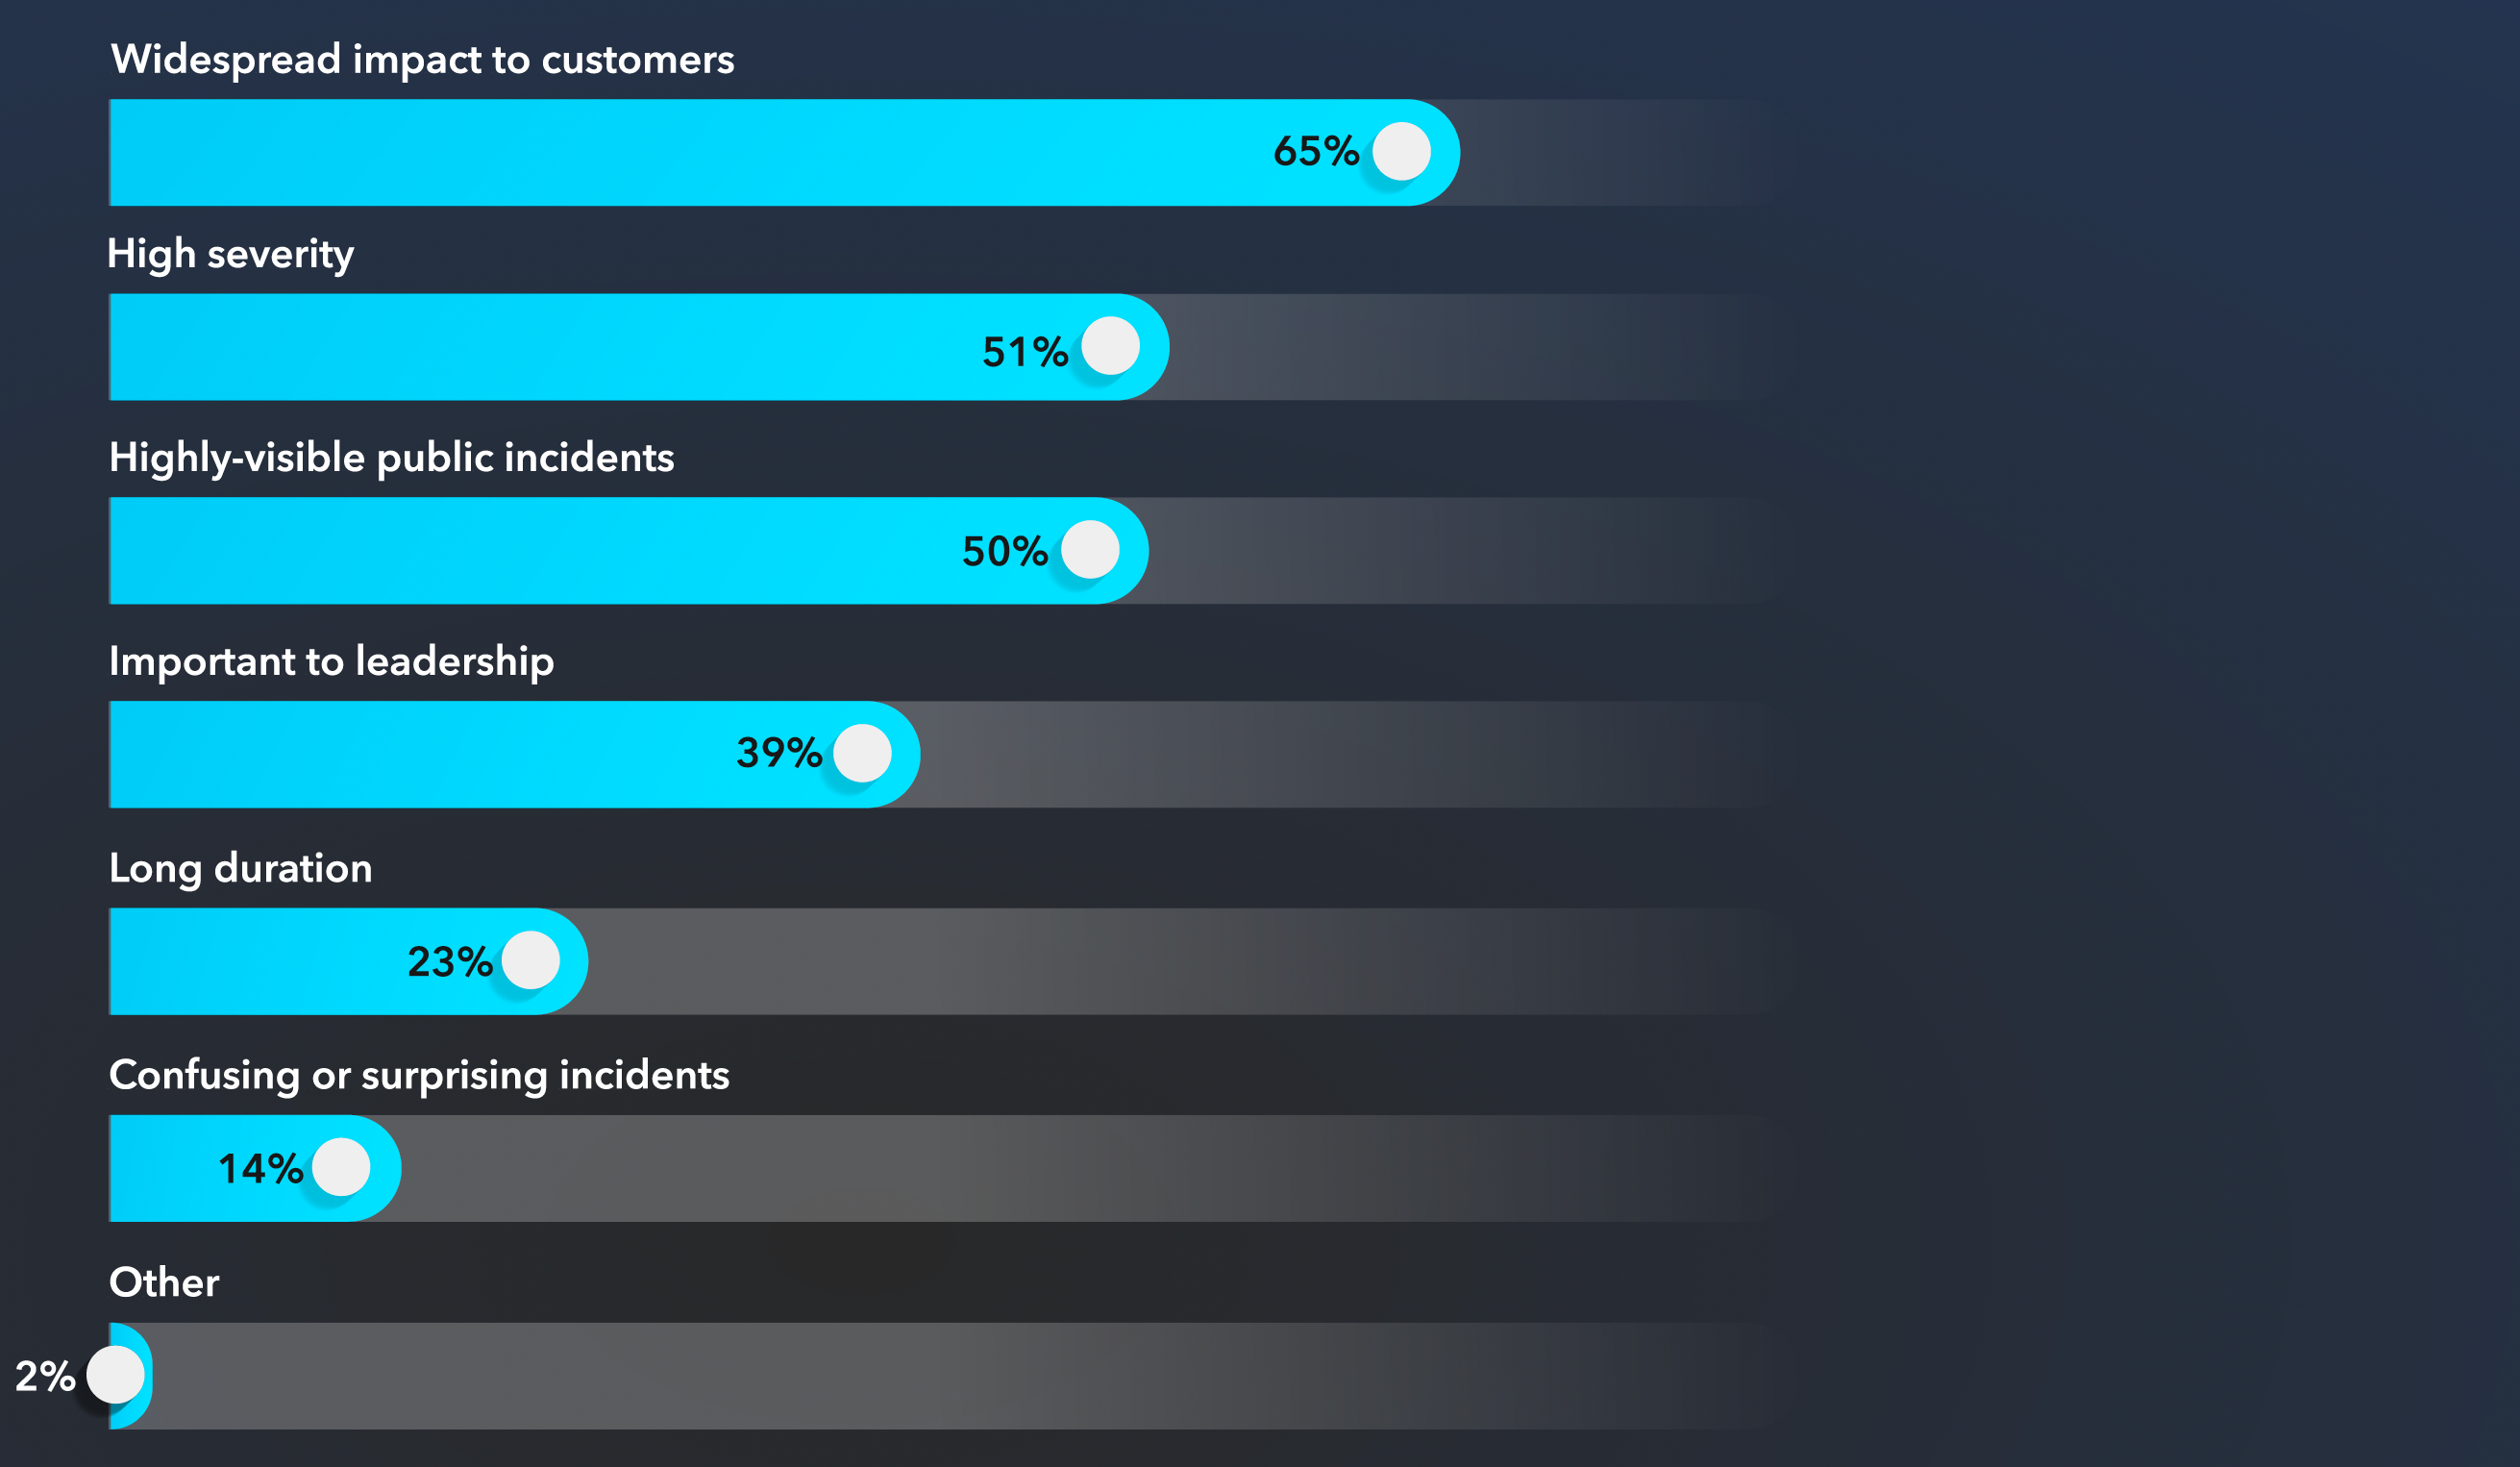 Widespread impact to customers
65%
High severity
51%
Highly-visible public incidents
50%
Important to leadership
39%
Long duration
23%
Confusing or surprising incidents
14%
Other
2%